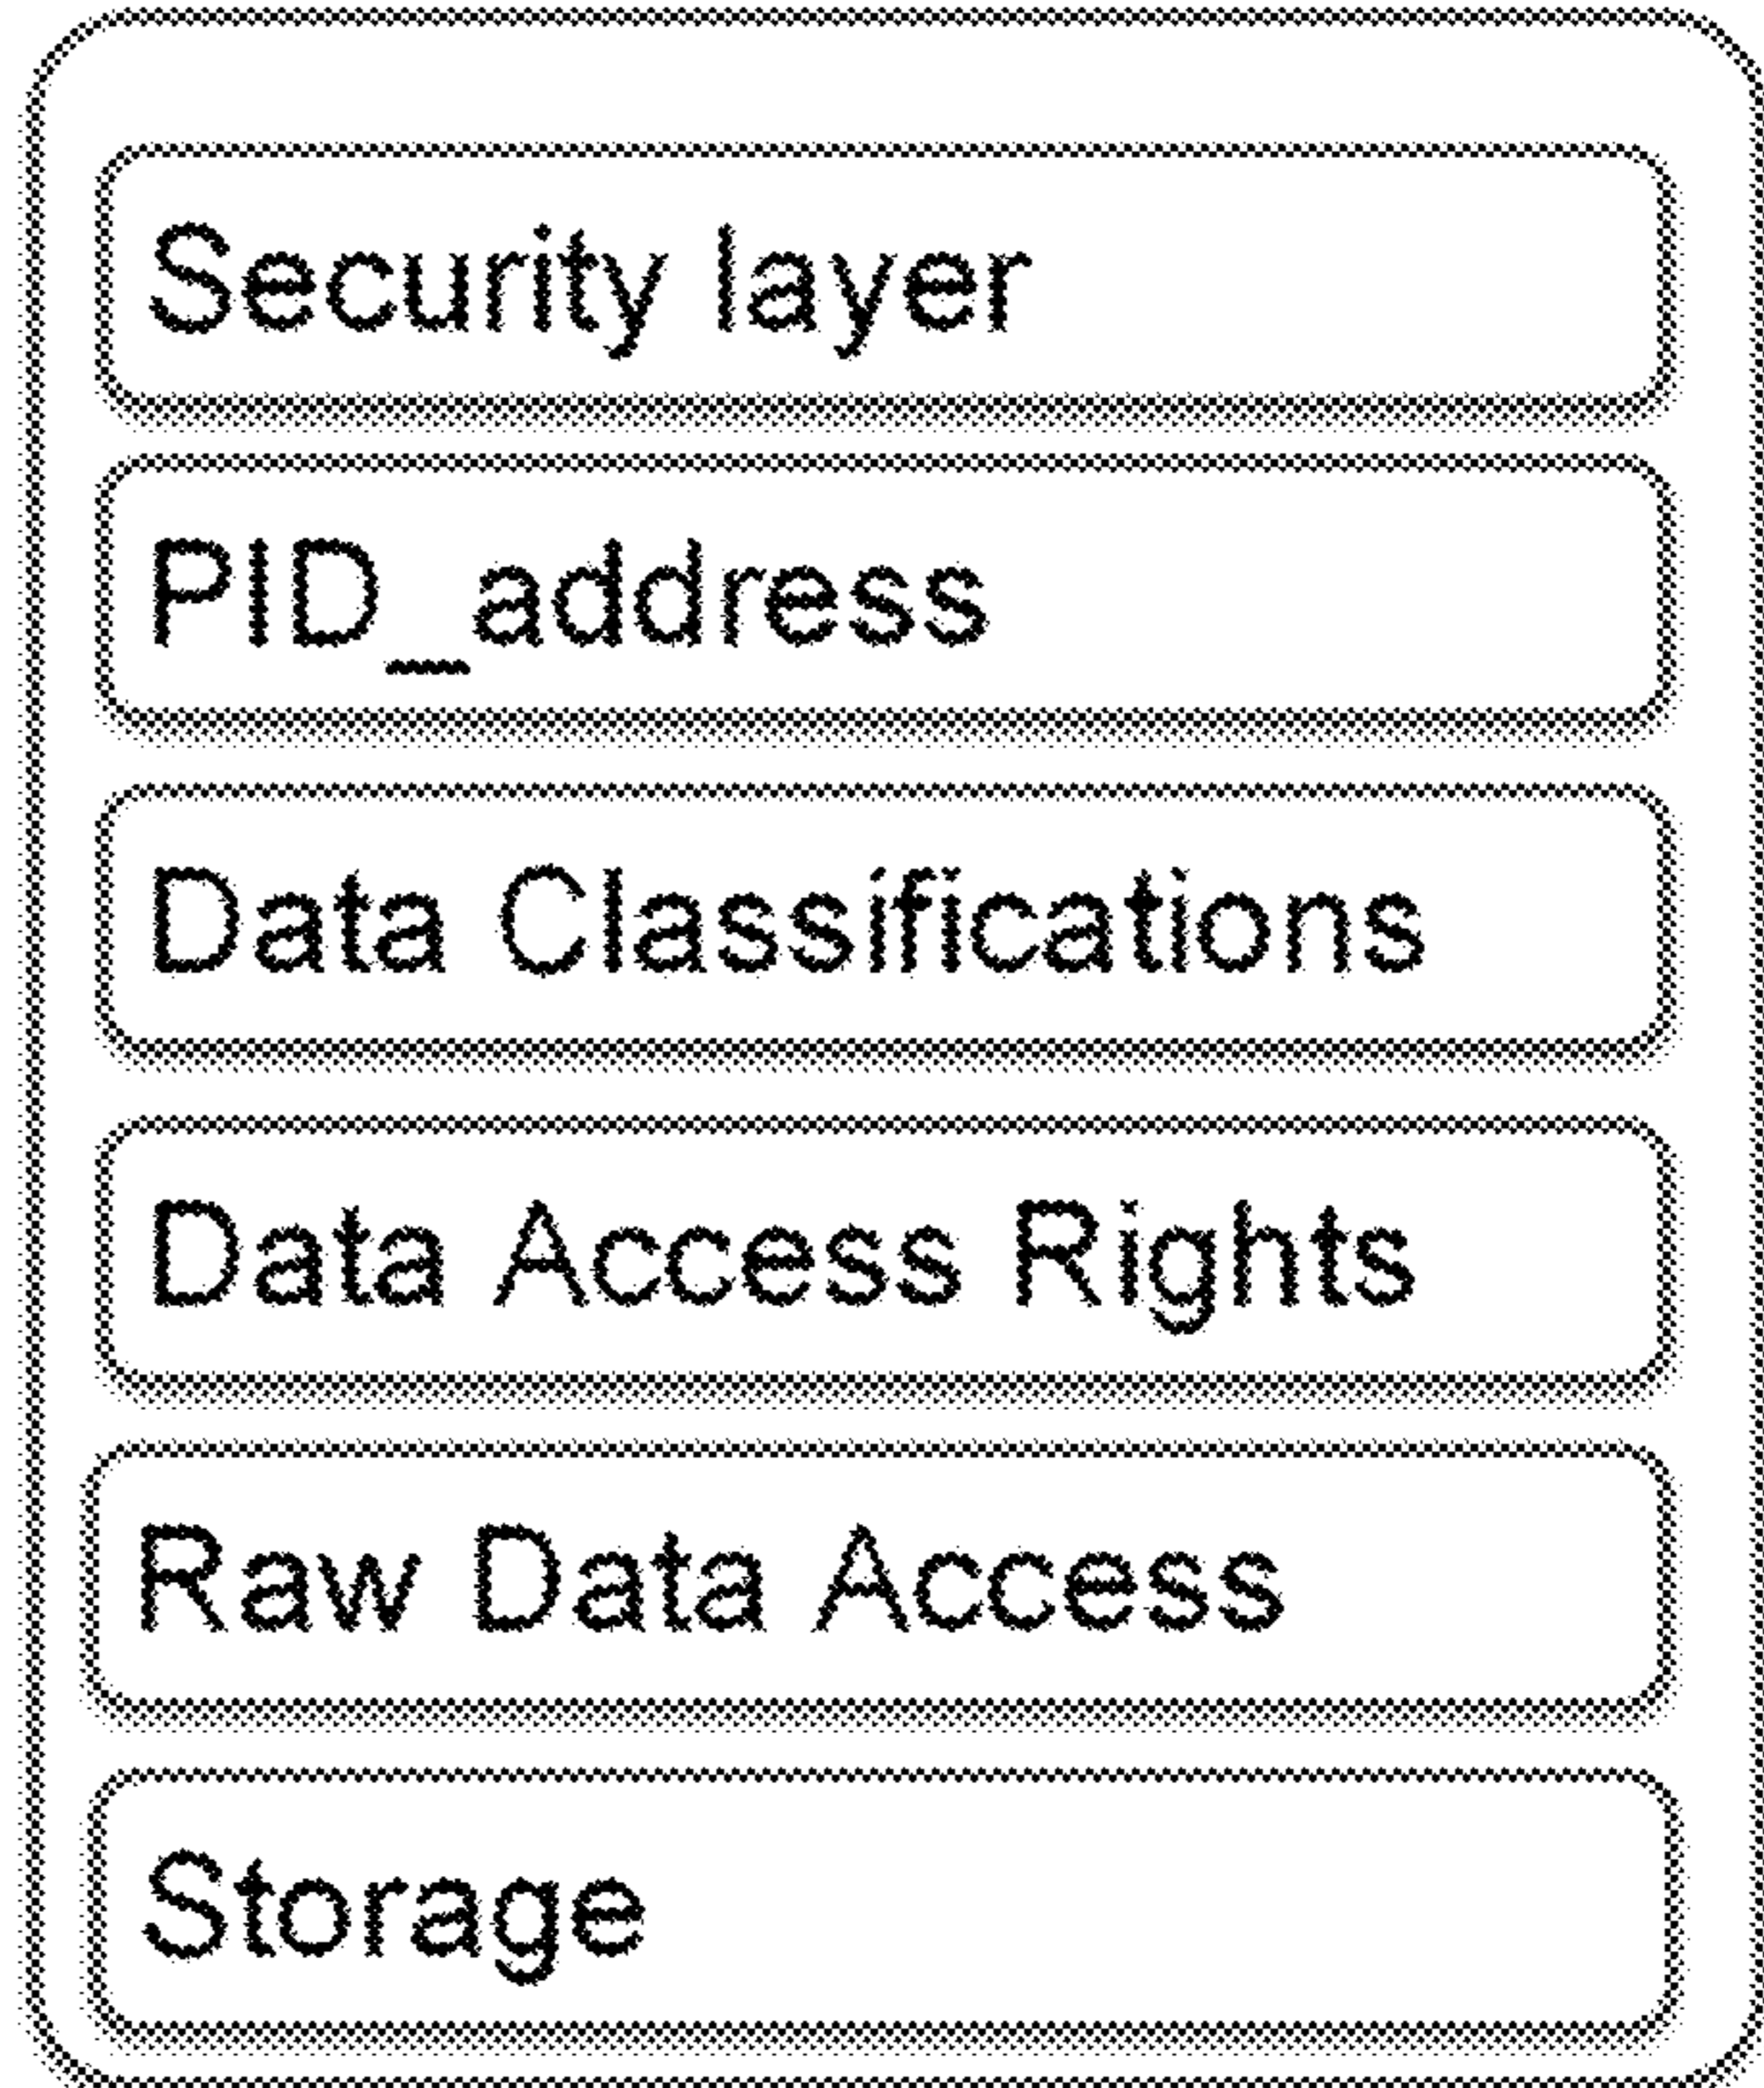 Security layer
PID_address
Data Classifications
Data Access Rights
Raw Data Access
Storage